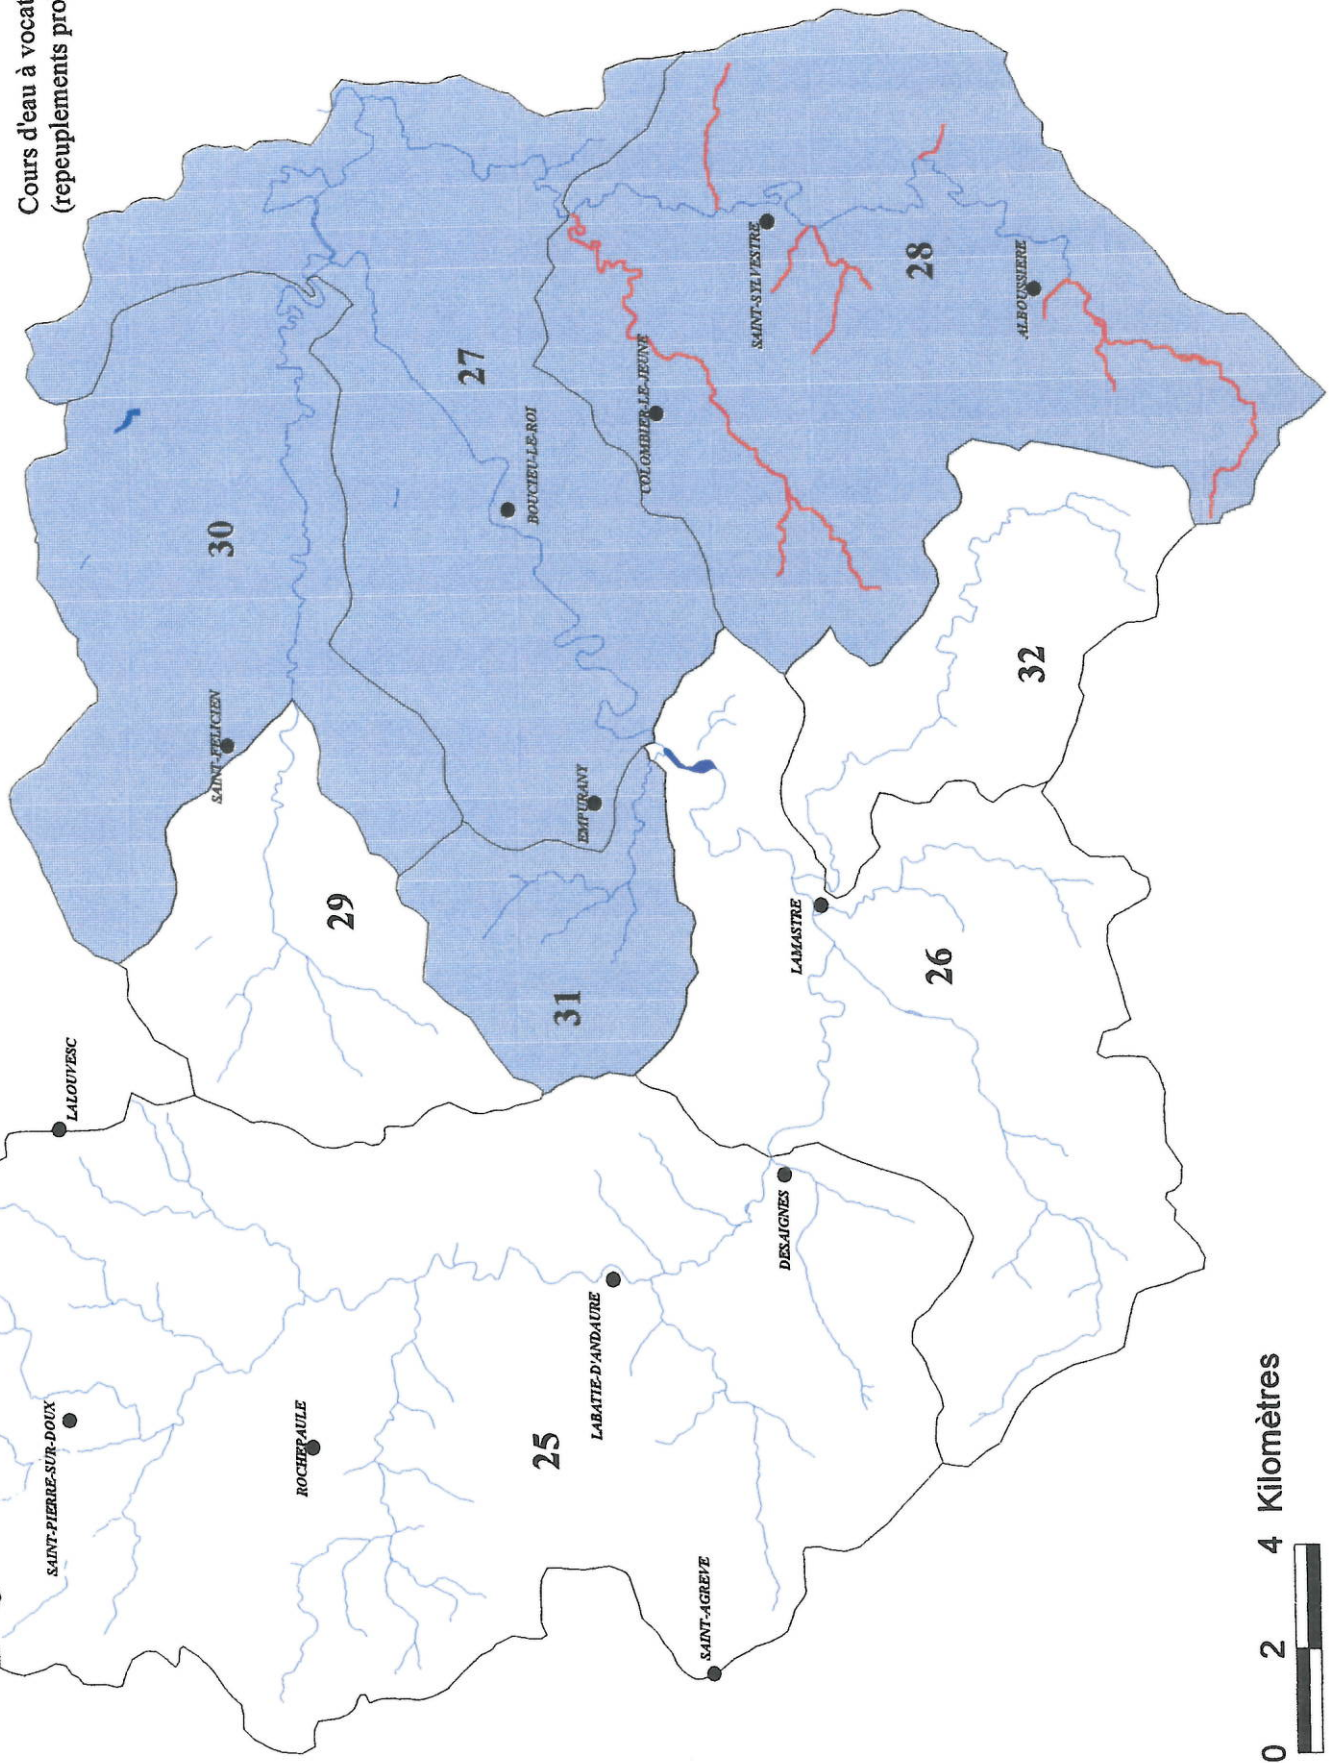 Cours d'eau à vocat
(repeuplements pro
LALOUVESC
SAINT-PIERRE-SUR-DOUX
ROCHEPAULE
SAINT-FELICIEN
30
29
27
BOUCIEU-LE-ROI
31
EMPURANY
25
LABATIE-D'ANDAURE
COLOMBIER-LE-JEUNE
SAINT-SYLVESTRE
28
ALBOUSSIERE
SAINT-AGREVE
DESAIGNES
LAMASTRE
26
32
0 2 4 Kilomètres